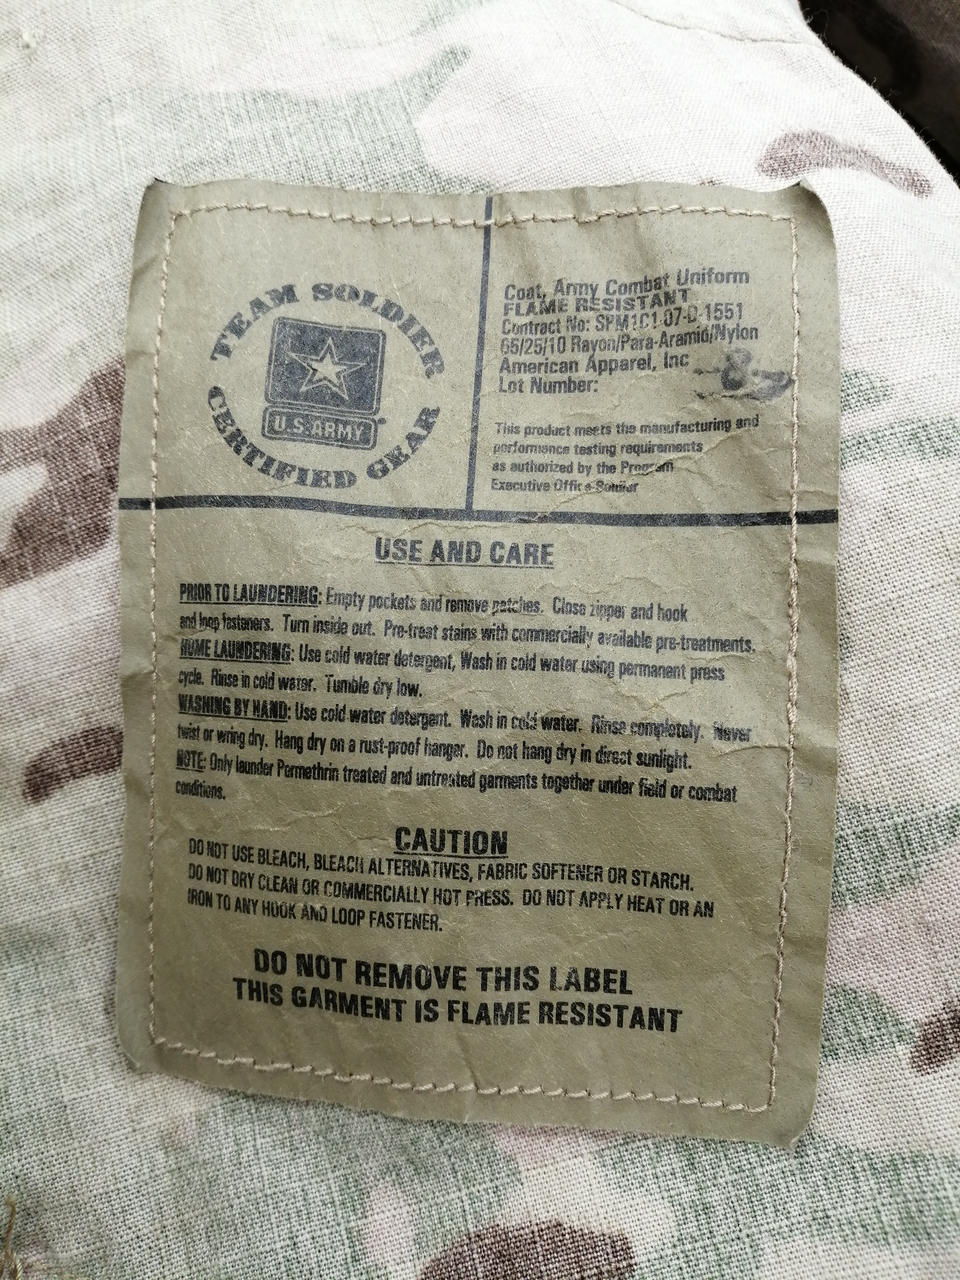 TEAM SOLDIER
U.S.ARMY
CERTIFIED GEAR
Coat, Army Combat Uniform
FLAME RESISTANT
Contract No: SPM1C1-07-D-1551
65/25/10 Rayon/Para-Aramid/Nylon
American Apparel, Inc
Lot Number:
This product meets the manufacturing and
performance testing requirements
as authorized by the Program
Executive Office-Soldier
USE AND CARE
PRIOR TO LAUNDERING: Empty pockets and remove patches. Close zipper and hook
and loop fasteners. Turn inside out. Pre-treat stains with commercially available pre-treatments.
HOME LAUNDERING: Use cold water detergent, Wash in cold water using permanent press
cycle. Rinse in cold water. Tumble dry low.
WASHING BY HAND: Use cold water detergent. Wash in cold water. Rinse completely. Never
twist or wring dry. Hang dry on a rust-proof hanger. Do not hang dry in direct sunlight.
NOTE: Only launder Permethrin treated and untreated garments together under field or combat
conditions.
CAUTION
DO NOT USE BLEACH, BLEACH ALTERNATIVES, FABRIC SOFTENER OR STARCH.
DO NOT DRY CLEAN OR COMMERCIALLY HOT PRESS. DO NOT APPLY HEAT OR AN
IRON TO ANY HOOK AND LOOP FASTENER.
DO NOT REMOVE THIS LABEL
THIS GARMENT IS FLAME RESISTANT